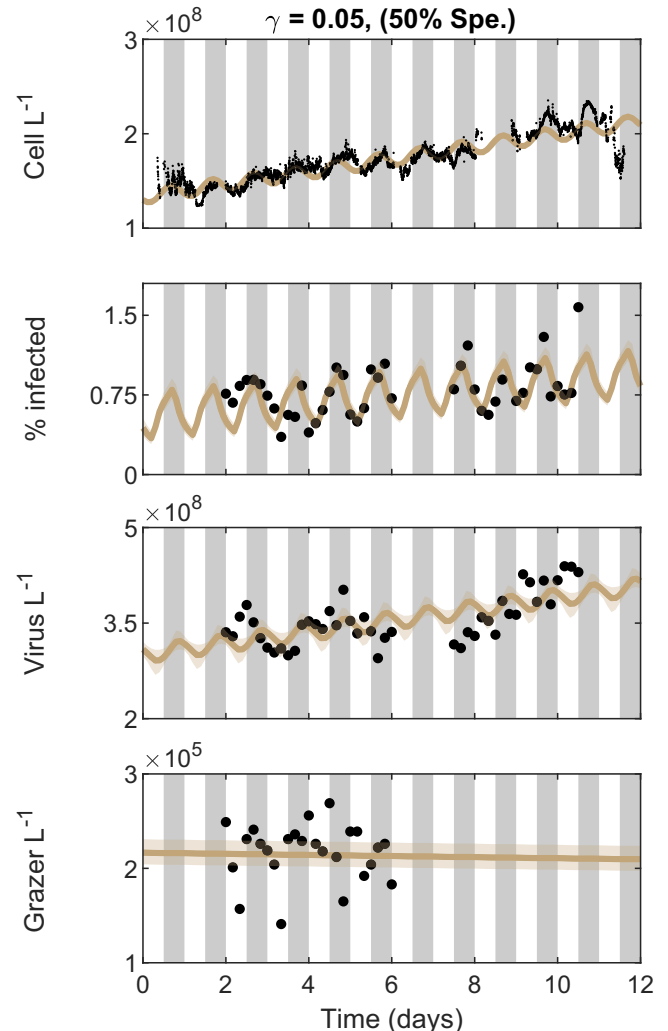 γ = 0.05, (50% Spe.)
× 10^8
3
2
1
Cell L^-1
1.5
0.75
0
% infected
× 10^8
5
3.5
2
Virus L^-1
× 10^5
3
2
1
Grazer L^-1
0 2 4 6 8 10 12
Time (days)